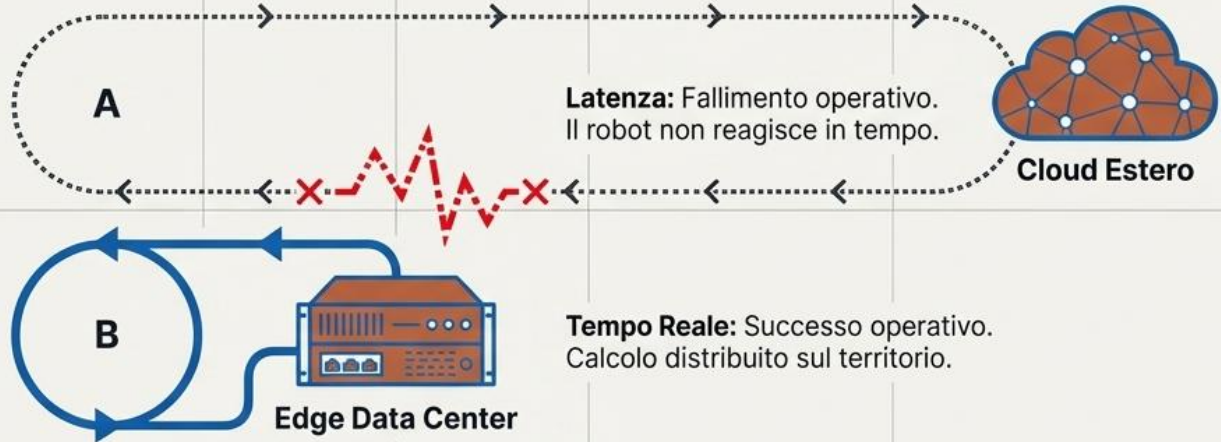 A
Latenza: Fallimento operativo.
Il robot non reagisce in tempo.
Cloud Estero
B
Tempo Reale: Successo operativo.
Calcolo distribuito sul territorio.
Edge Data Center